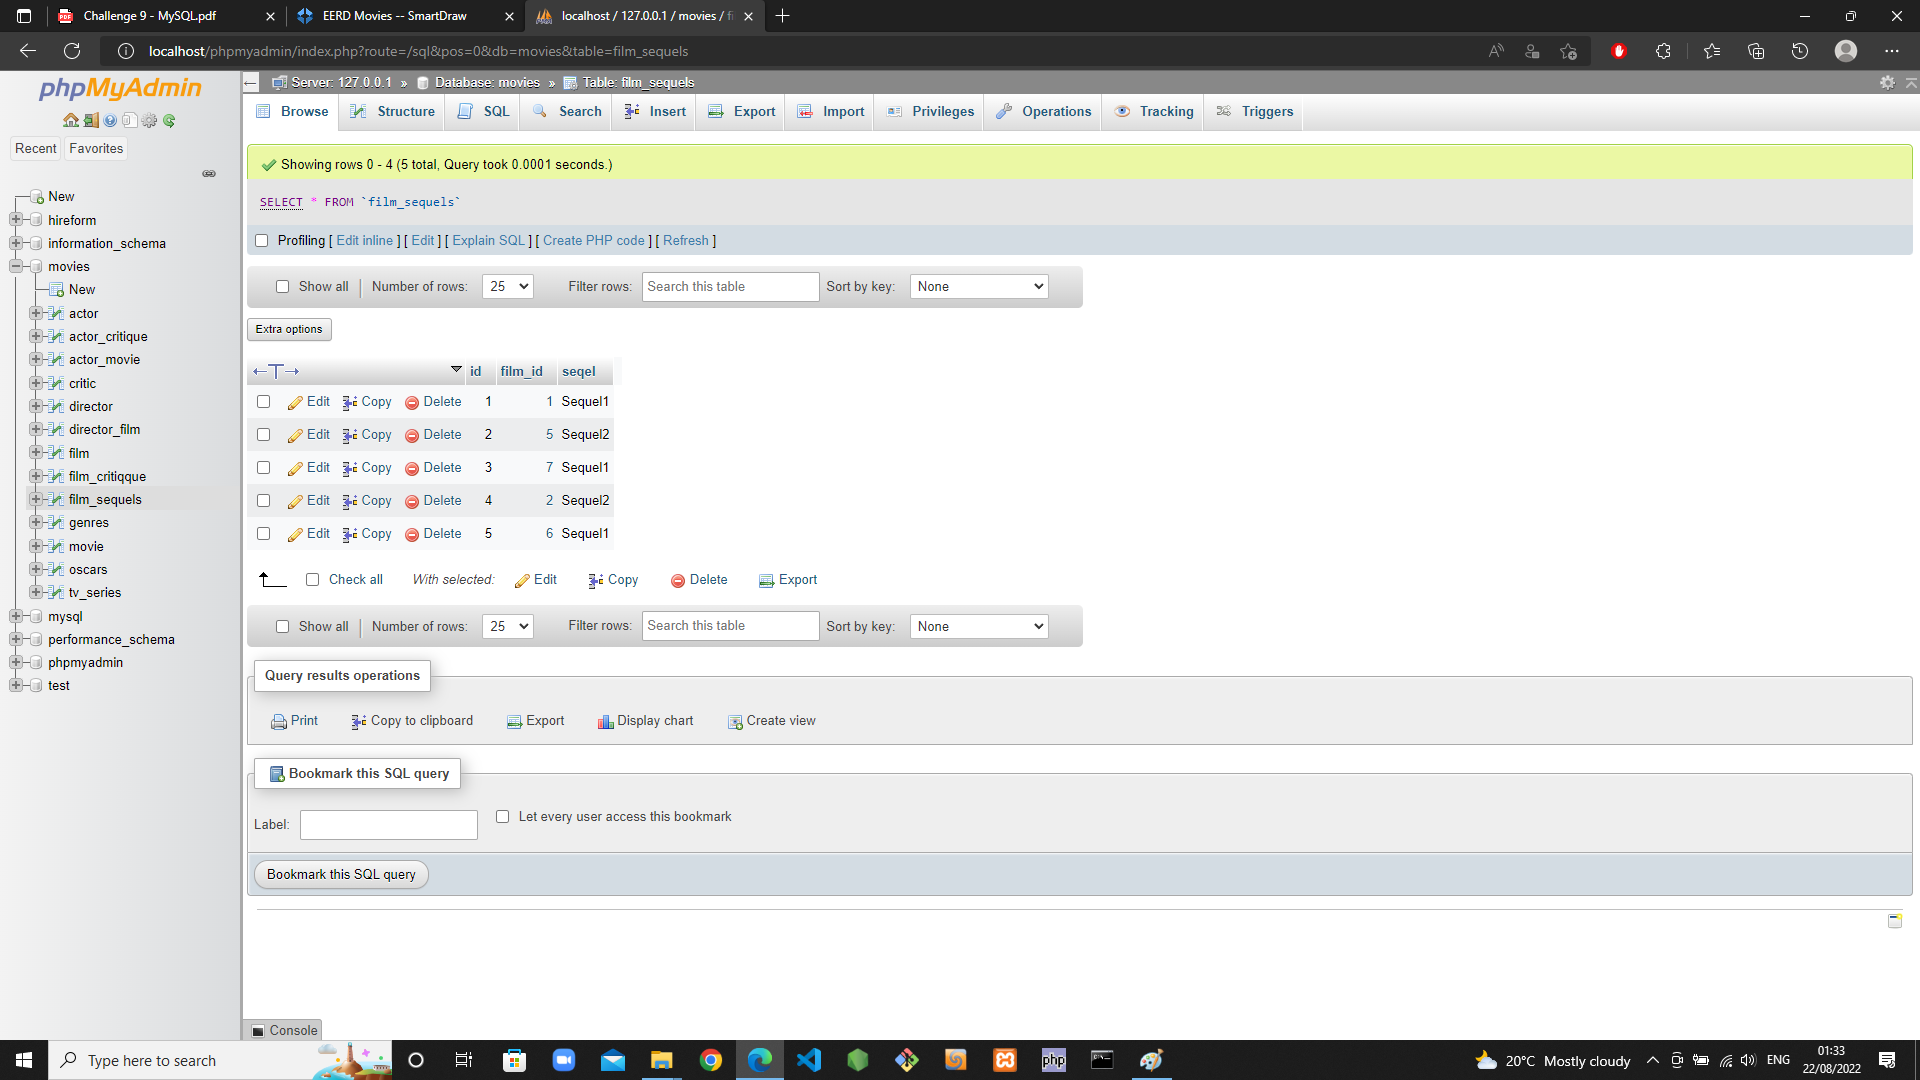 Challenge 9 - MySQL.pdf
EERD Movies -- SmartDraw
localhost / 127.0.0.1 / movies / fi
localhost/phpmyadmin/index.php?route=/sql&pos=0&db=movies&table=film_sequels
phpMyAdmin
Recent Favorites
New
hireform
information_schema
movies
New
actor
actor_critique
actor_movie
critic
director
director_film
film
film_critiqque
film_sequels
genres
movie
oscars
tv_series
mysql
performance_schema
phpmyadmin
test
Server: 127.0.0.1 » Database: movies » Table: film_sequels
Browse Structure SQL Search Insert Export Import Privileges Operations Tracking Triggers
Showing rows 0 - 4 (5 total, Query took 0.0001 seconds.)
SELECT * FROM `film_sequels`
Profiling [ Edit inline ] [ Edit ] [ Explain SQL ] [ Create PHP code ] [ Refresh ]
Show all Number of rows: 25 Filter rows: Search this table Sort by key: None
Extra options
id film_id seqel
Edit Copy Delete 1 1 Sequel1
Edit Copy Delete 2 5 Sequel2
Edit Copy Delete 3 7 Sequel1
Edit Copy Delete 4 2 Sequel2
Edit Copy Delete 5 6 Sequel1
Check all With selected: Edit Copy Delete Export
Show all Number of rows: 25 Filter rows: Search this table Sort by key: None
Query results operations
Print Copy to clipboard Export Display chart Create view
Bookmark this SQL query
Label: Let every user access this bookmark
Bookmark this SQL query
Console
Type here to search
php
20°C Mostly cloudy
ENG
01:33
22/08/2022